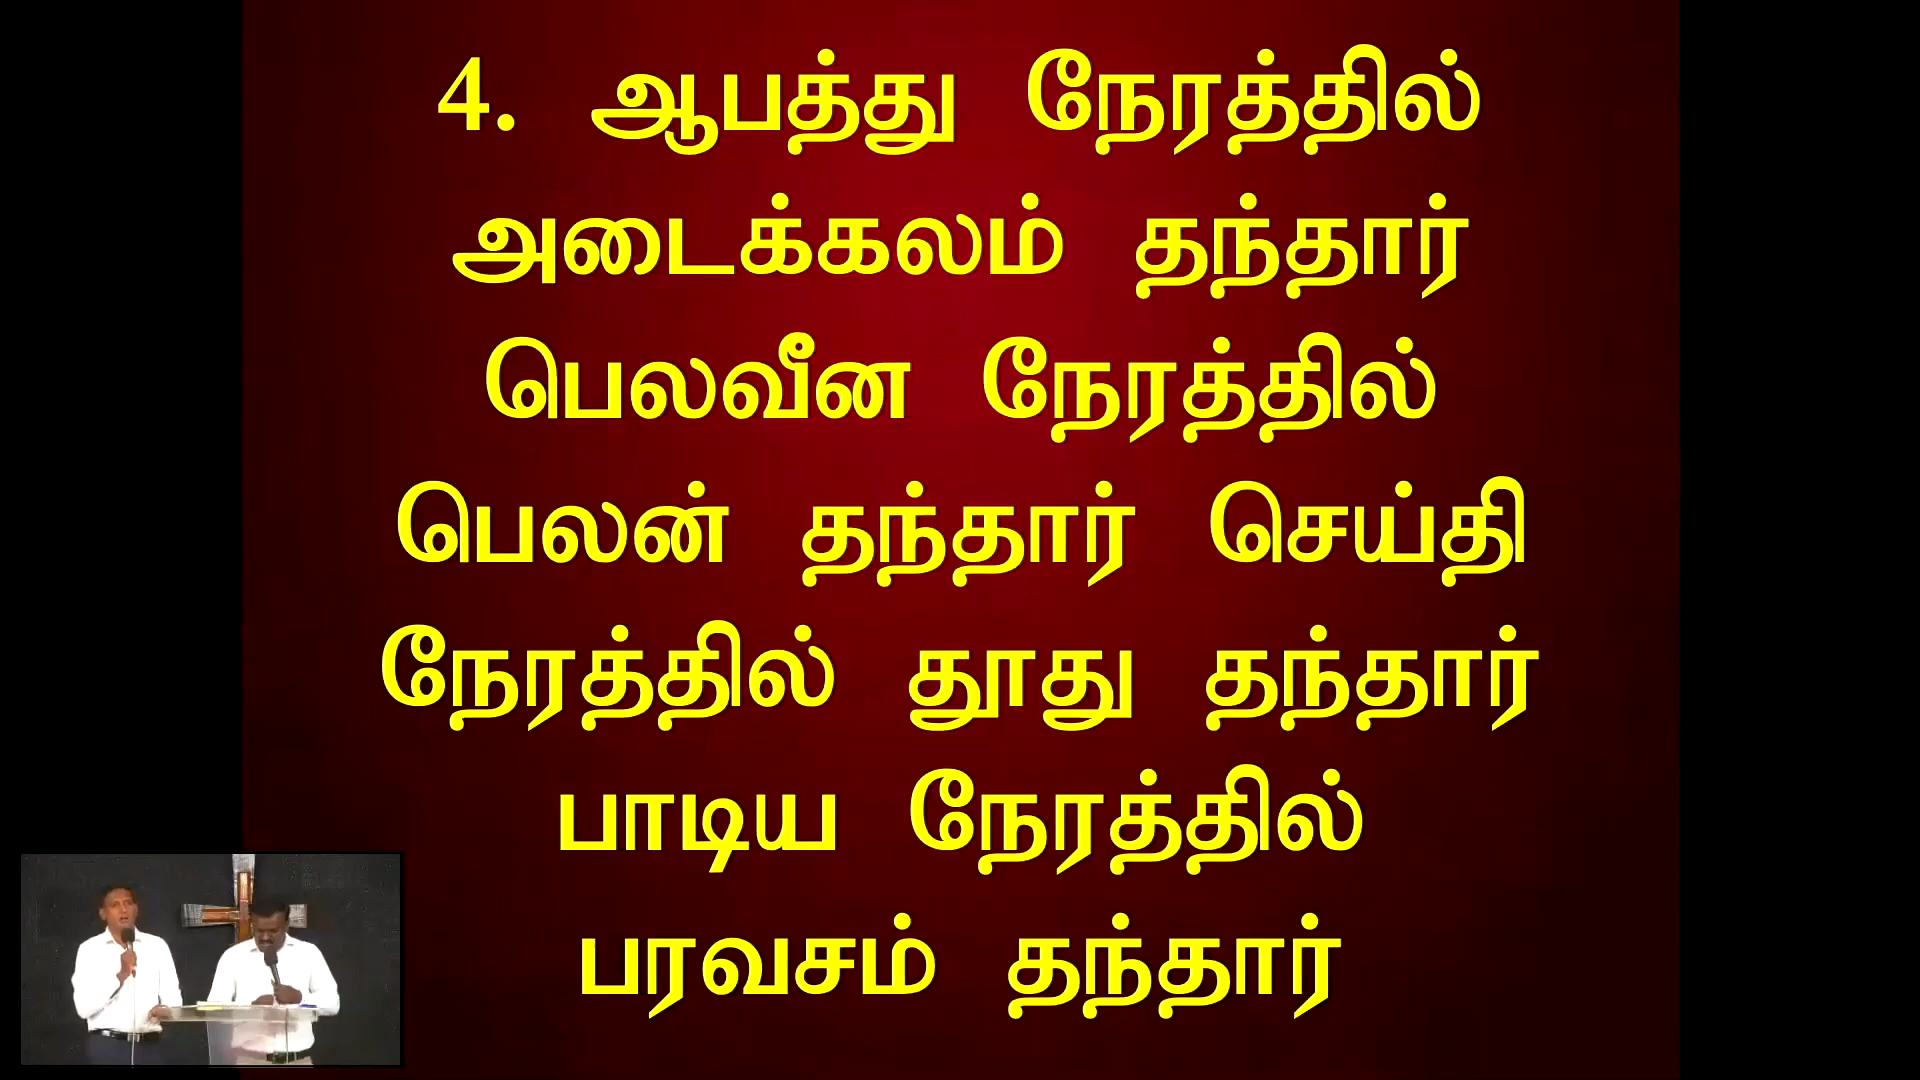 4. ஆபத்து நேரத்தில்
அடைக்கலம் தந்தார்
பெலவீன நேரத்தில்
பெலன் தந்தார் செய்தி
நேரத்தில் தூது தந்தார்
பாடிய நேரத்தில்
பரவசம் தந்தார்